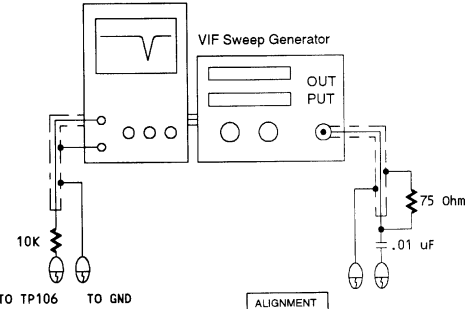 VIF Sweep Generator
OUT
PUT
75 Ohm
.01 uF
10K
TO TP106 TO GND
ALIGNMENT